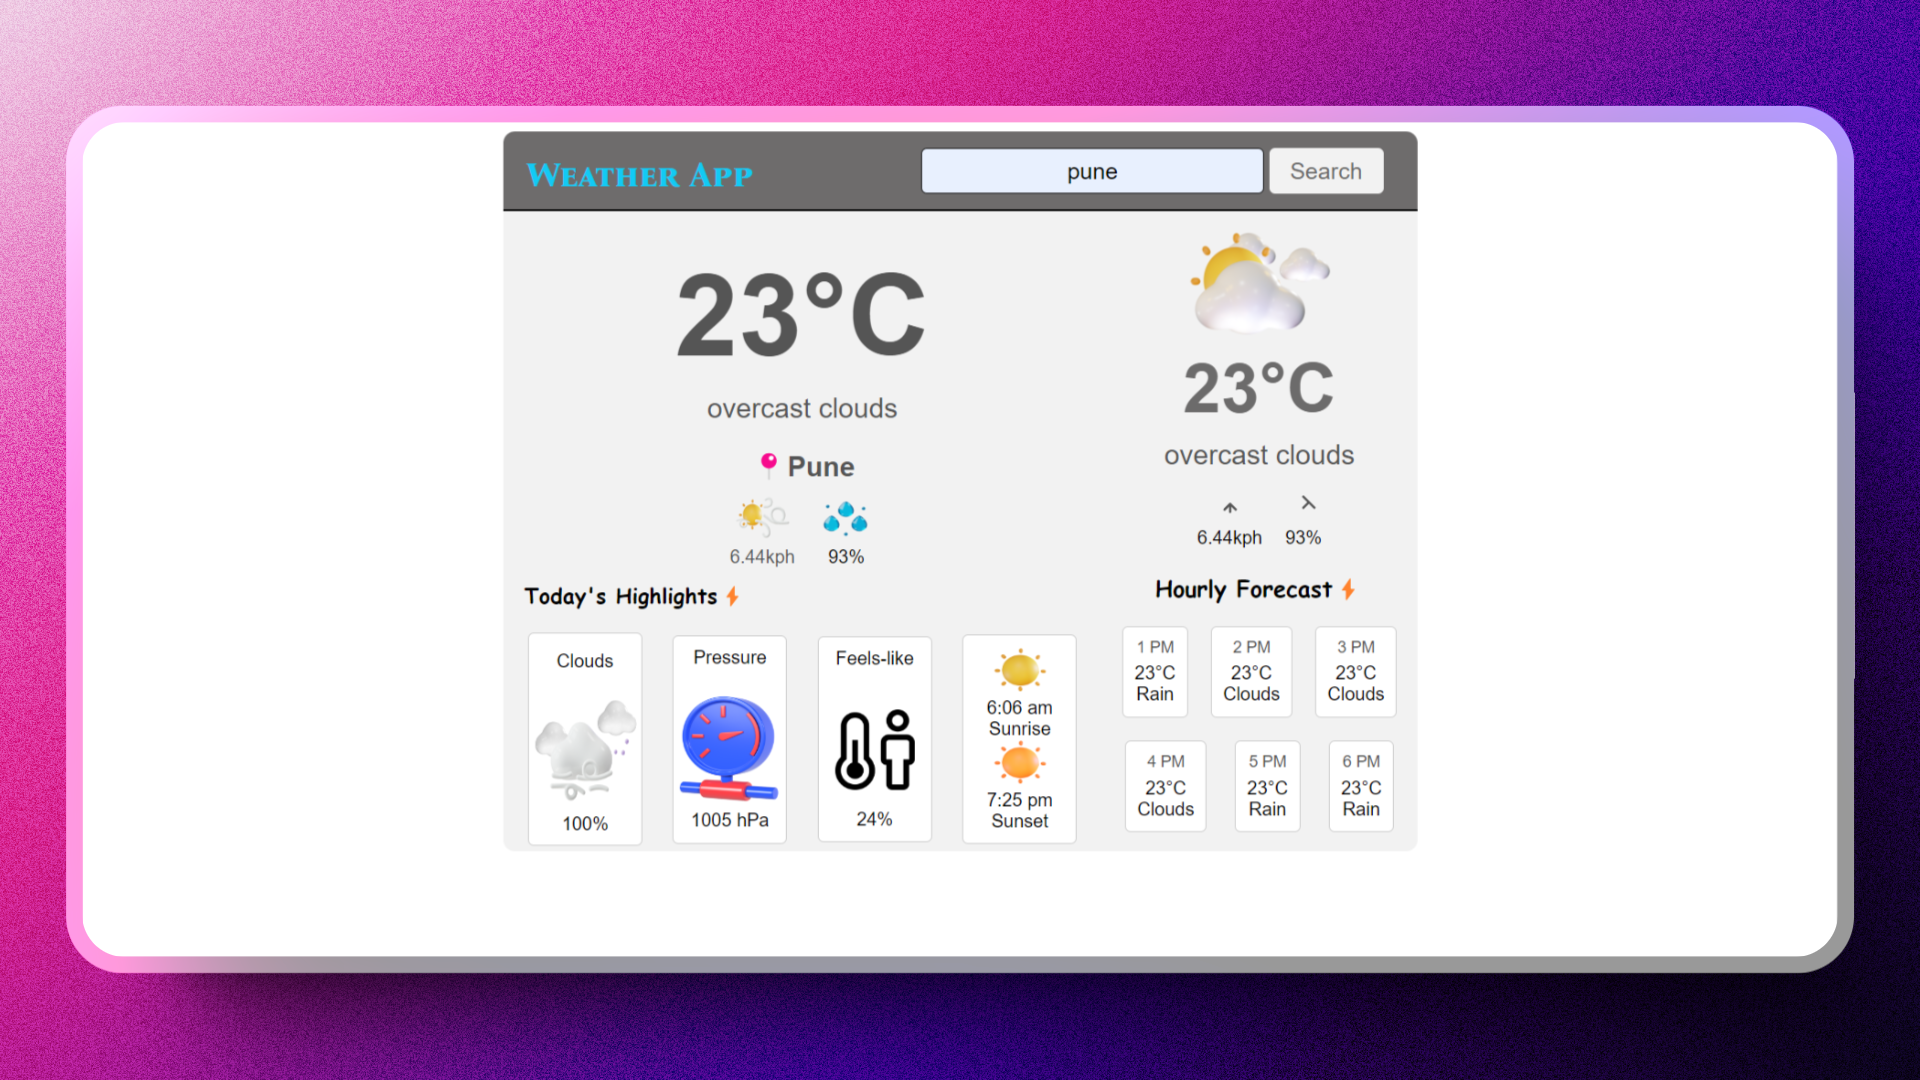 Weather App
pune
Search
23°C
overcast clouds
Pune
6.44kph
93%
23°C
overcast clouds
6.44kph
93%
Today's Highlights
Clouds
100%
Pressure
1005 hPa
Feels-like
24%
6:06 am
Sunrise
7:25 pm
Sunset
Hourly Forecast
1 PM
23°C
Rain
2 PM
23°C
Clouds
3 PM
23°C
Clouds
4 PM
23°C
Clouds
5 PM
23°C
Rain
6 PM
23°C
Rain